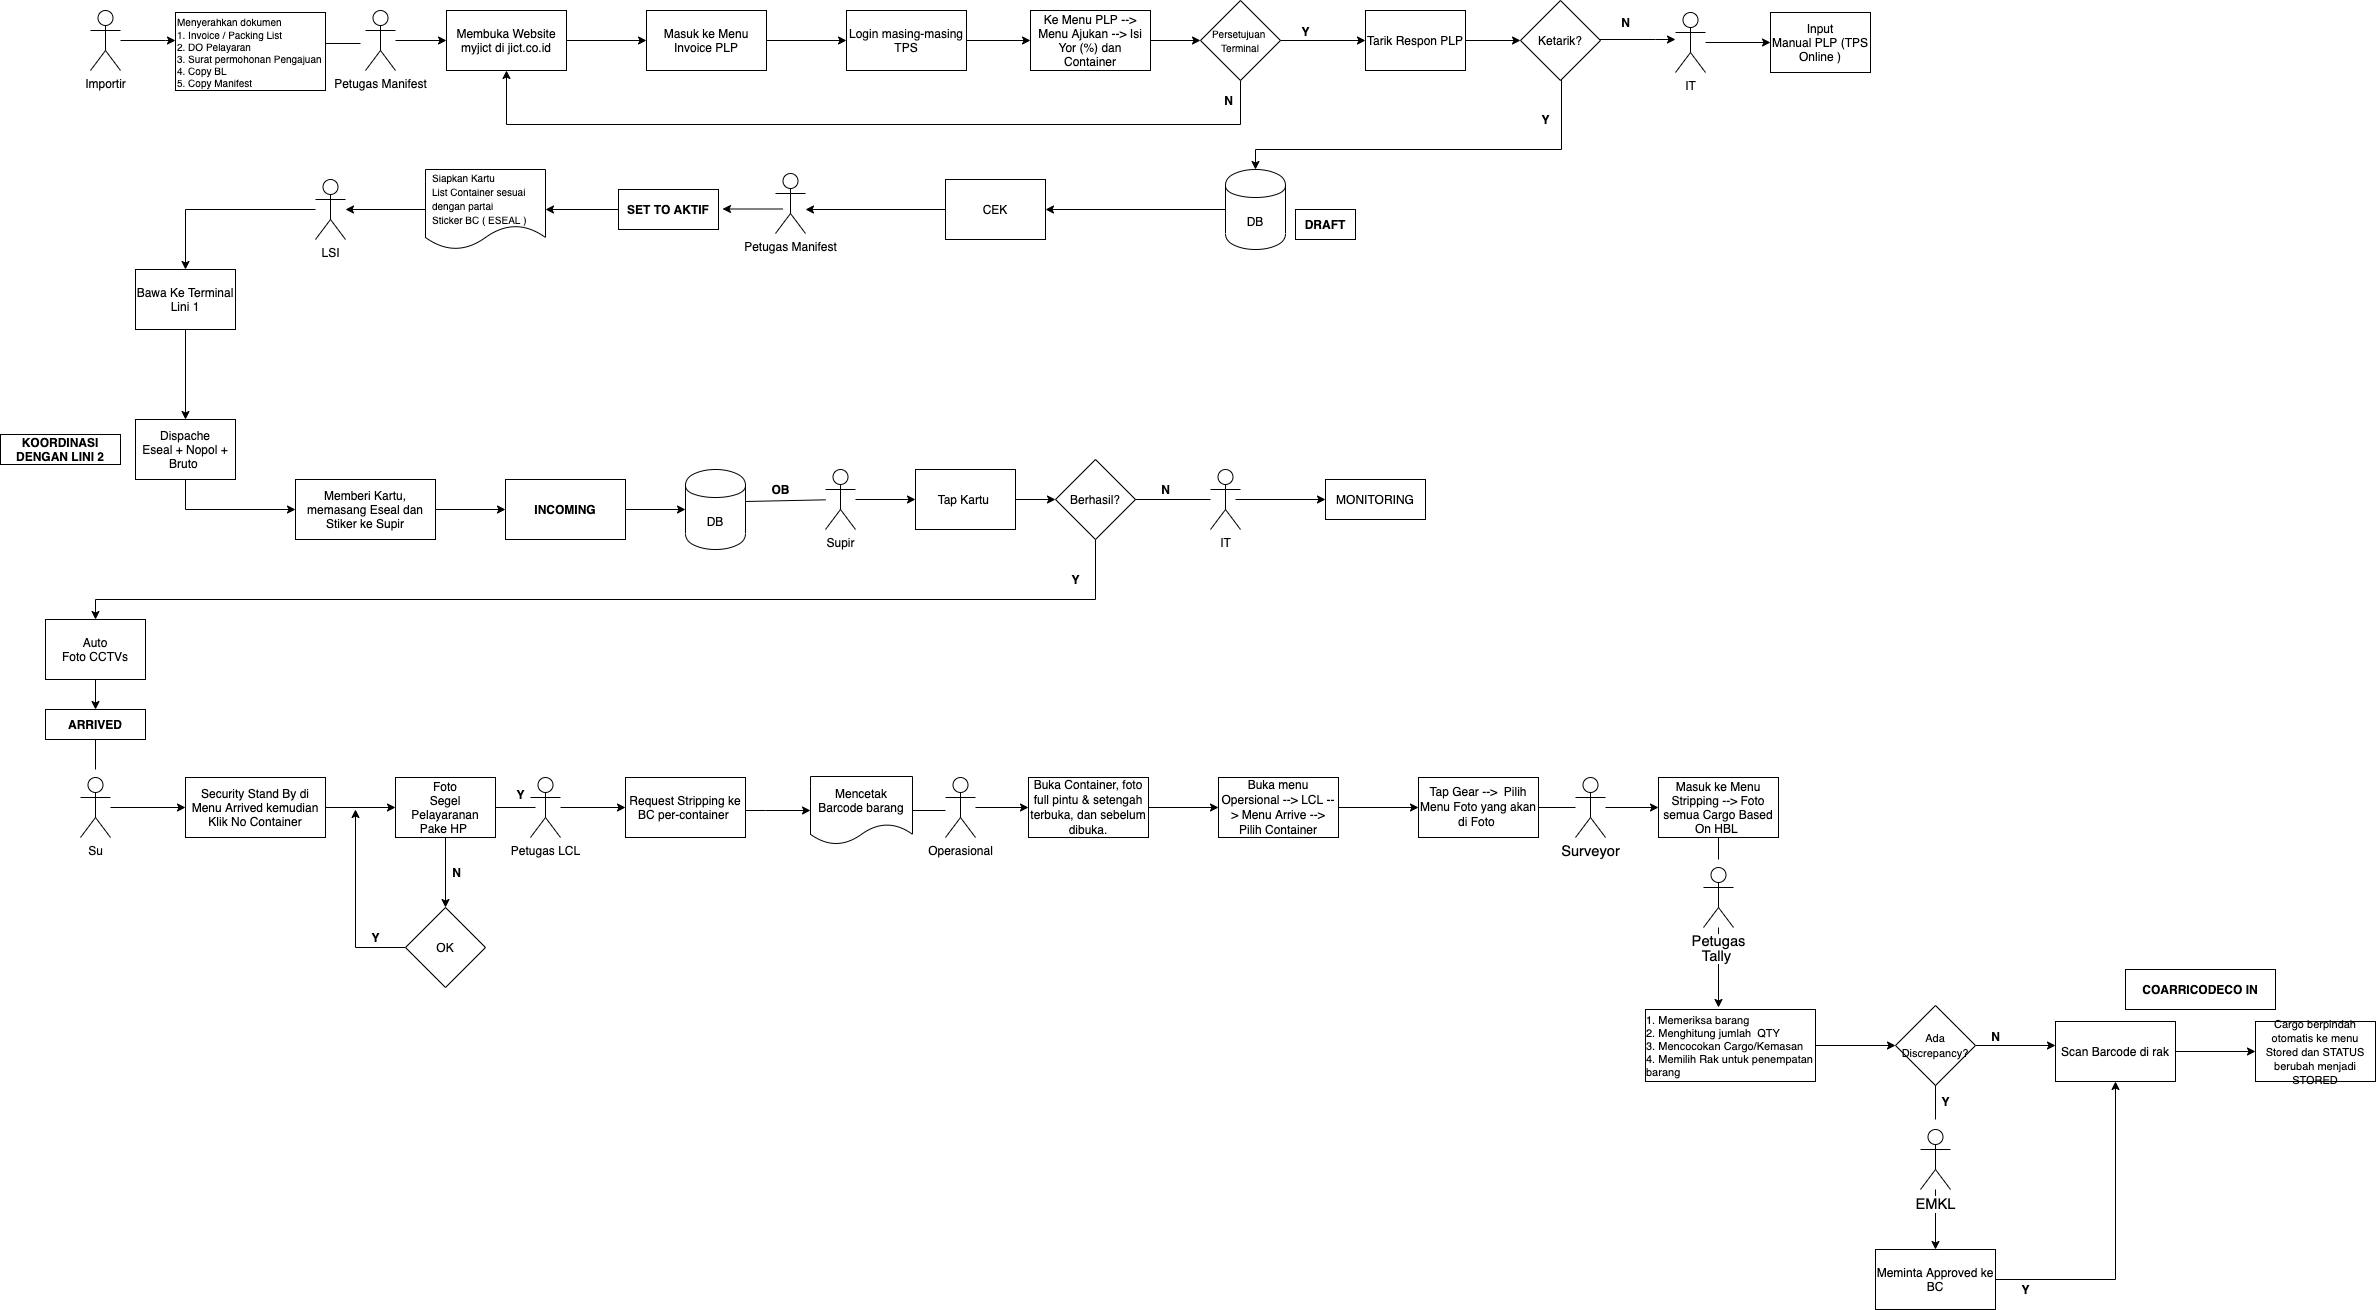 Importir
Menyerahkan dokumen
1. Invoice / Packing List
2. DO Pelayaran
3. Surat permohonan Pengajuan
4. Copy BL
5. Copy Manifest
Petugas Manifest
Membuka Website
myjict di jict.co.id
Masuk ke Menu
Invoice PLP
Login masing-masing
TPS
Ke Menu PLP -->
Menu Ajukan --> Isi
Yor (%) dan
Container
Persetujuan
Terminal
Y
N
Tarik Respon PLP
Ketarik?
N
Y
IT
Input
Manual PLP (TPS
Online )
DB
DRAFT
CEK
Petugas Manifest
SET TO AKTIF
Siapkan Kartu
List Container sesuai
dengan partai
Sticker BC ( ESEAL )
LSI
Bawa Ke Terminal
Lini 1
KOORDINASI
DENGAN LINI 2
Dispache
Eseal + Nopol +
Bruto
Memberi Kartu,
memasang Eseal dan
Stiker ke Supir
INCOMING
DB
OB
Supir
Tap Kartu
Berhasil?
N
Y
IT
MONITORING
Auto
Foto CCTVs
ARRIVED
Su
Security Stand By di
Menu Arrived kemudian
Klik No Container
Foto
Segel
Pelayaranan
Pake HP
Y
N
OK
Y
Petugas LCL
Request Stripping ke
BC per-container
Mencetak
Barcode barang
Operasional
Buka Container, foto
full pintu & setengah
terbuka, dan sebelum
dibuka.
Buka menu
Opersional --> LCL --
> Menu Arrive -->
Pilih Container
Tap Gear --> Pilih
Menu Foto yang akan
di Foto
Surveyor
Masuk ke Menu
Stripping --> Foto
semua Cargo Based
On HBL
Petugas
Tally
1. Memeriksa barang
2. Menghitung jumlah QTY
3. Mencocokan Cargo/Kemasan
4. Memilih Rak untuk penempatan
barang
Ada
Discrepancy?
N
Y
Scan Barcode di rak
COARRICODECO IN
Cargo berpindah
otomatis ke menu
Stored dan STATUS
berubah menjadi
STORED
EMKL
Meminta Approved ke
BC
Y